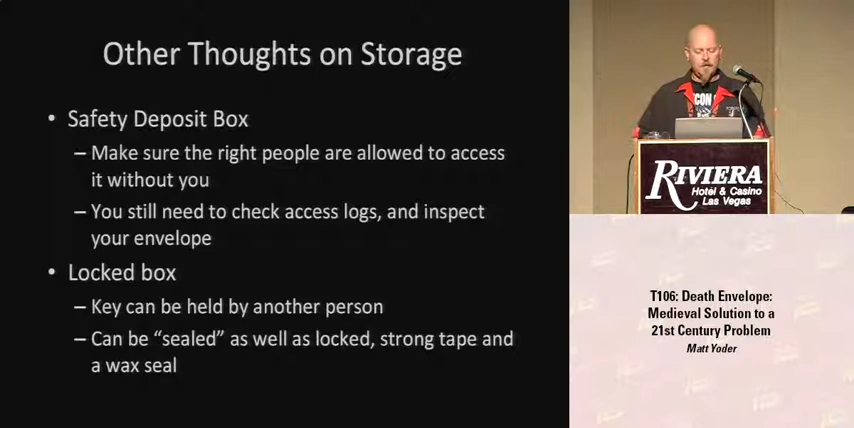 Other Thoughts on Storage
• Safety Deposit Box
– Make sure the right people are allowed to access
it without you
– You still need to check access logs, and inspect
your envelope
• Locked box
– Key can be held by another person
– Can be “sealed” as well as locked, strong tape and
a wax seal
CON
RIVIERA
Hotel & Casino
Las Vegas
T106: Death Envelope:
Medieval Solution to a
21st Century Problem
Matt Yoder